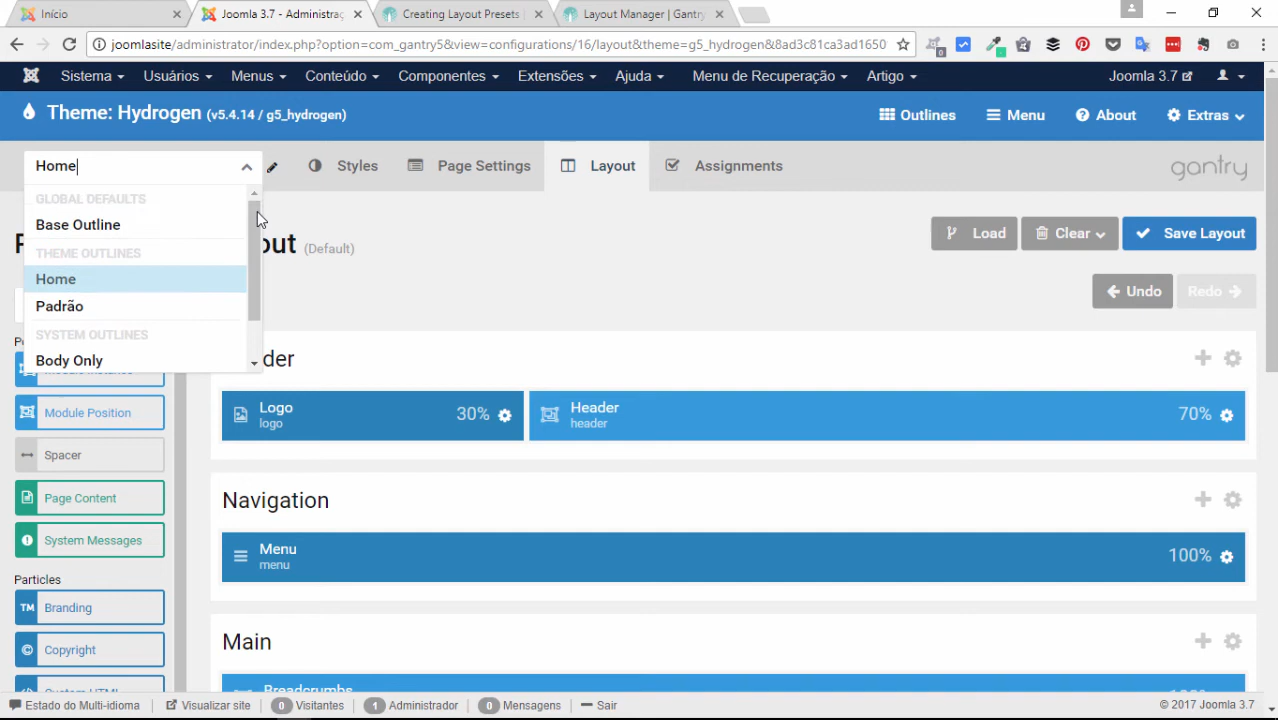 Início
Joomla 3.7 - Administraç
Creating Layout Presets
Layout Manager | Gantry
joomlasite/administrator/index.php?option=com_gantry5&view=configurations/16/layout&theme=g5_hydrogen&8ad3c81ca3ad1650
Sistema Usuários Menus Conteúdo Componentes Extensões Ajuda Menu de Recuperação Artigo Joomla 3.7
Theme: Hydrogen (v5.4.14 / g5_hydrogen)
Outlines Menu About Extras
Home
Styles Page Settings Layout Assignments gantry
GLOBAL DEFAULTS
Base Outline
THEME OUTLINES
Home
Padrão
SYSTEM OUTLINES
Body Only
(Default)
Load Clear Save Layout
Undo Redo
Logo
logo
30%
Header
header
70%
Module Position
Spacer
Page Content
System Messages
Particles
Branding
Copyright
Navigation
Menu
menu
100%
Main
Breadcrumbs
Estado do Multi-idioma Visualizar site 0 Visitantes 1 Administrador 0 Mensagens Sair © 2017 Joomla 3.7